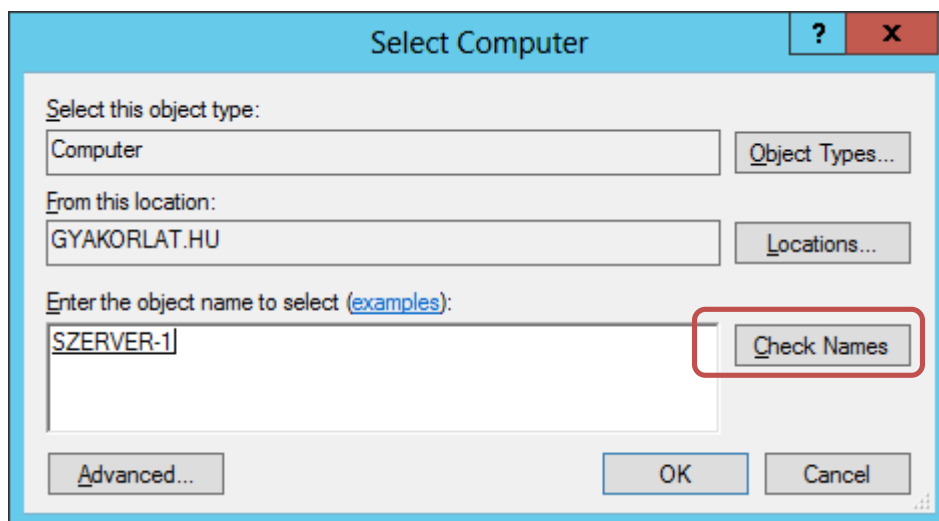 Select Computer
? x
Select this object type:
Computer
Object Types...
From this location:
GYAKORLAT.HU
Locations...
Enter the object name to select (examples):
SZERVER-1
Check Names
Advanced...
OK
Cancel